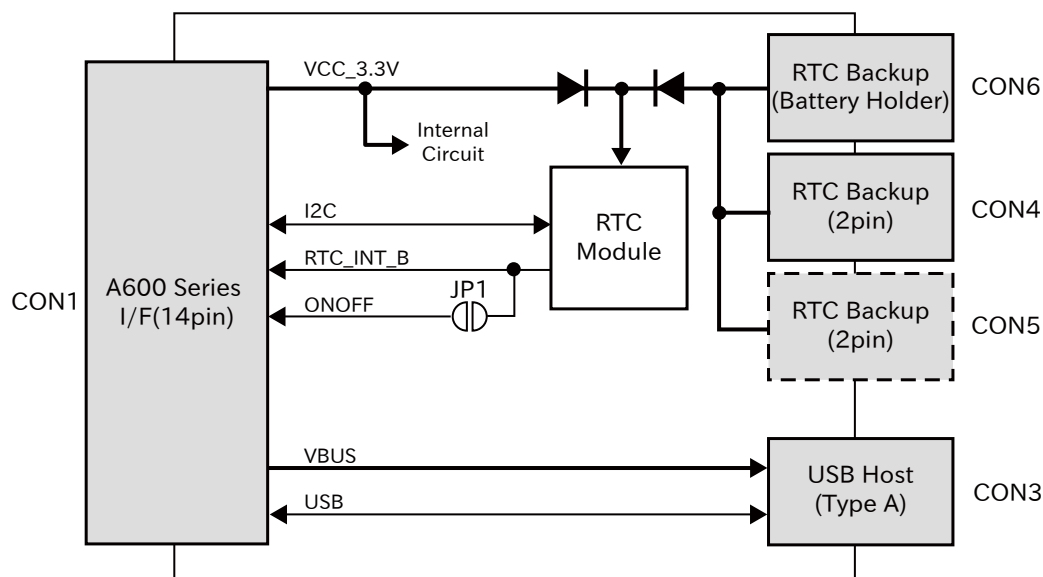 VCC_3.3V
RTC Backup
(Battery Holder)
CON6
Internal
Circuit
RTC Backup
(2pin)
CON4
I2C
RTC
Module
RTC_INT_B
CON1
A600 Series
I/F(14pin)
JP1
ONOFF
RTC Backup
(2pin)
CON5
VBUS
USB Host
(Type A)
CON3
USB